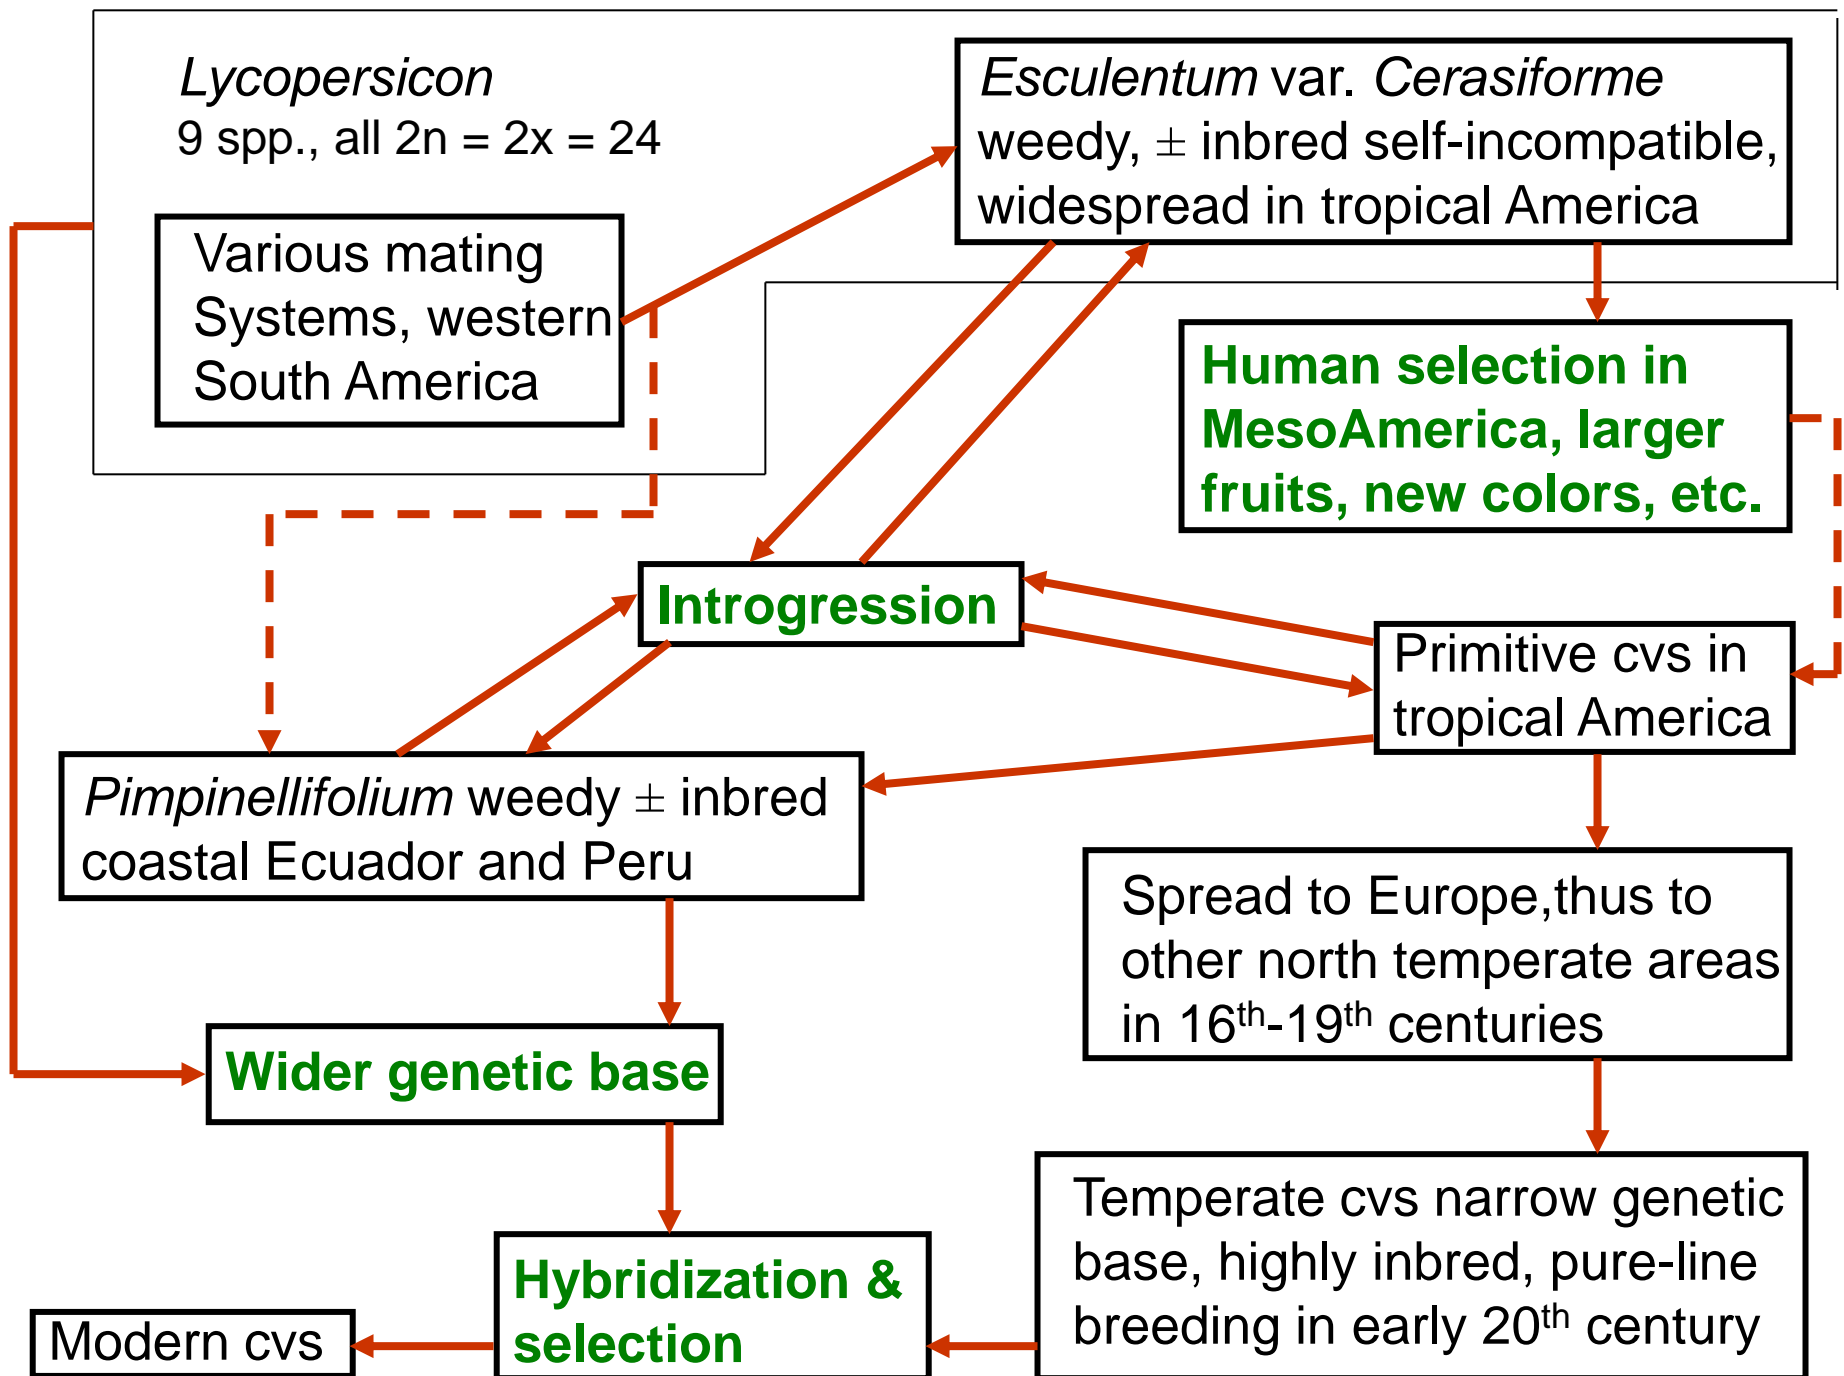 Lycopersicon
9 spp., all 2n = 2x = 24
Esculentum var. Cerasiforme
weedy, ± inbred self-incompatible,
widespread in tropical America
Various mating
Systems, western
South America
Human selection in
MesoAmerica, larger
fruits, new colors, etc.
Introgression
Primitive cvs in
tropical America
Pimpinellifolium weedy ± inbred
coastal Ecuador and Peru
Spread to Europe,thus to
other north temperate areas
in 16th-19th centuries
Wider genetic base
Temperate cvs narrow genetic
base, highly inbred, pure-line
breeding in early 20th century
Hybridization &
selection
Modern cvs